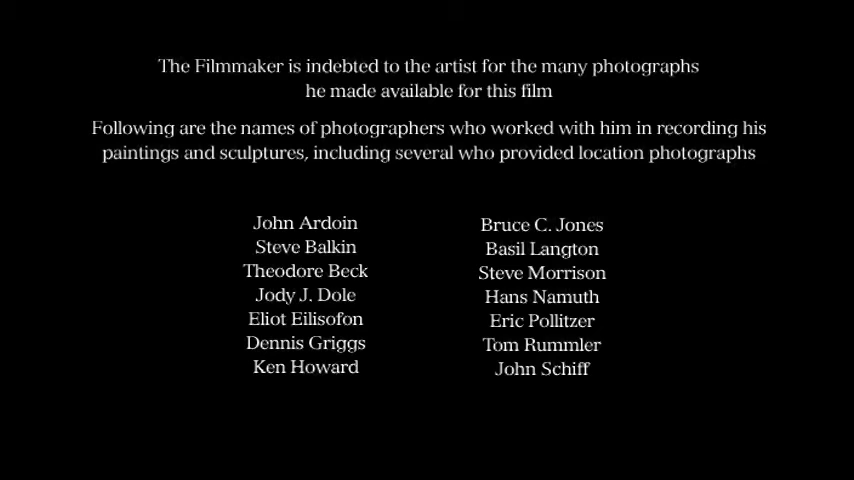 The Filmmaker is indebted to the artist for the many photographs
he made available for this film
Following are the names of photographers who worked with him in recording his
paintings and sculptures, including several who provided location photographs
John Ardoin
Steve Balkin
Theodore Beck
Jody J. Dole
Eliot Eilisofon
Dennis Griggs
Ken Howard
Bruce C. Jones
Basil Langton
Steve Morrison
Hans Namuth
Eric Pollitzer
Tom Rummler
John Schiff